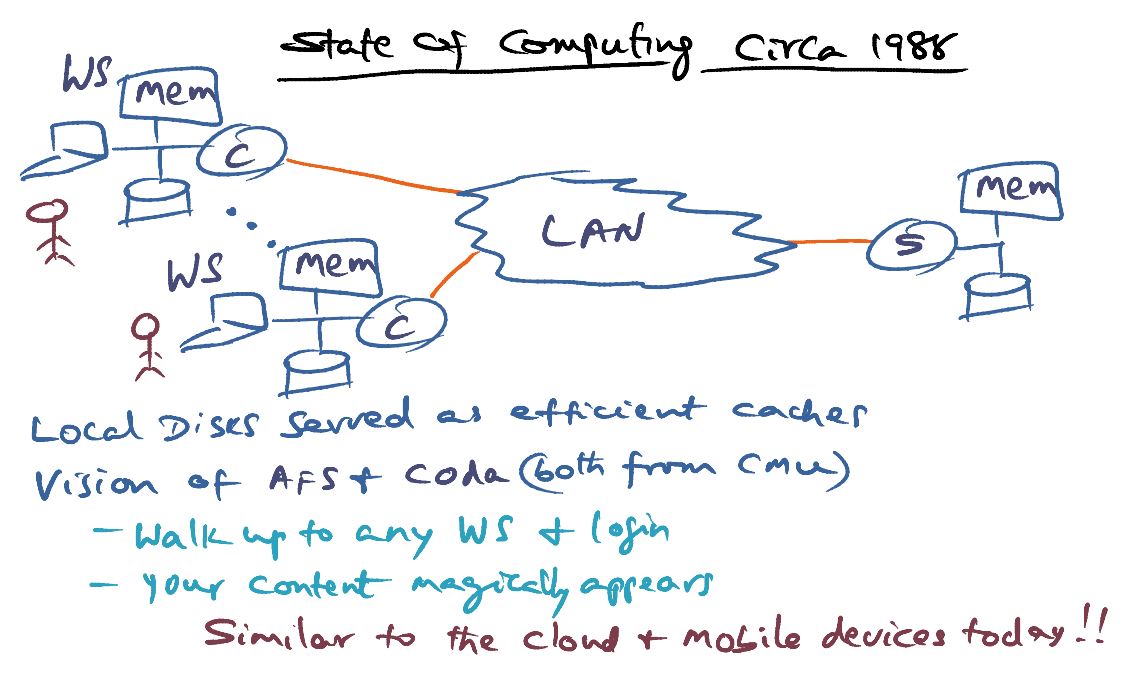 State of Computing Circa 1988
WS
mem
C
WS
mem
C
LAN
S
mem
Local Disks served as efficient caches
Vision of AFS + Coda (both from CMU)
- Walk up to any WS + login
- your content magically appears
Similar to the cloud + mobile devices today!!